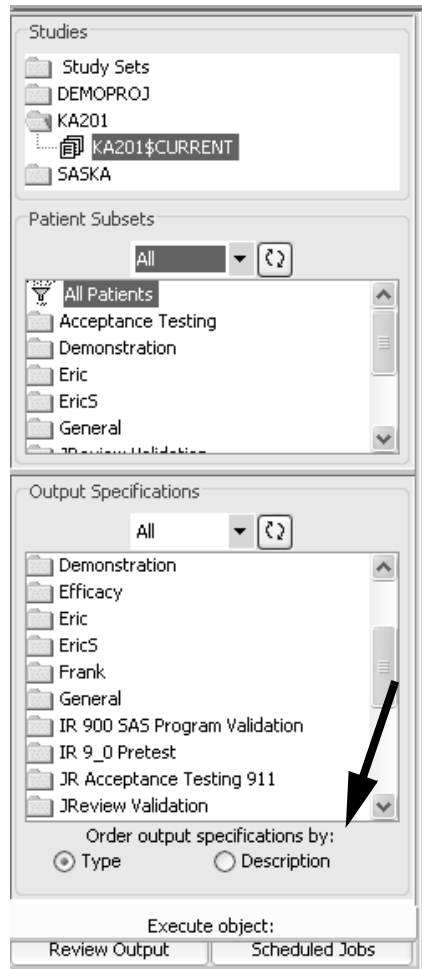 Studies
Study Sets
DEMOPROJ
KA201
KA201$CURRENT
SASKA
Patient Subsets
All
All Patients
Acceptance Testing
Demonstration
Eric
EricS
General
JReview Validation
Output Specifications
All
Demonstration
Efficacy
Eric
EricS
Frank
General
IR 900 SAS Program Validation
IR 9_0 Pretest
JR Acceptance Testing 911
JReview Validation
Order output specifications by:
Type Description
Execute object:
Review Output Scheduled Jobs